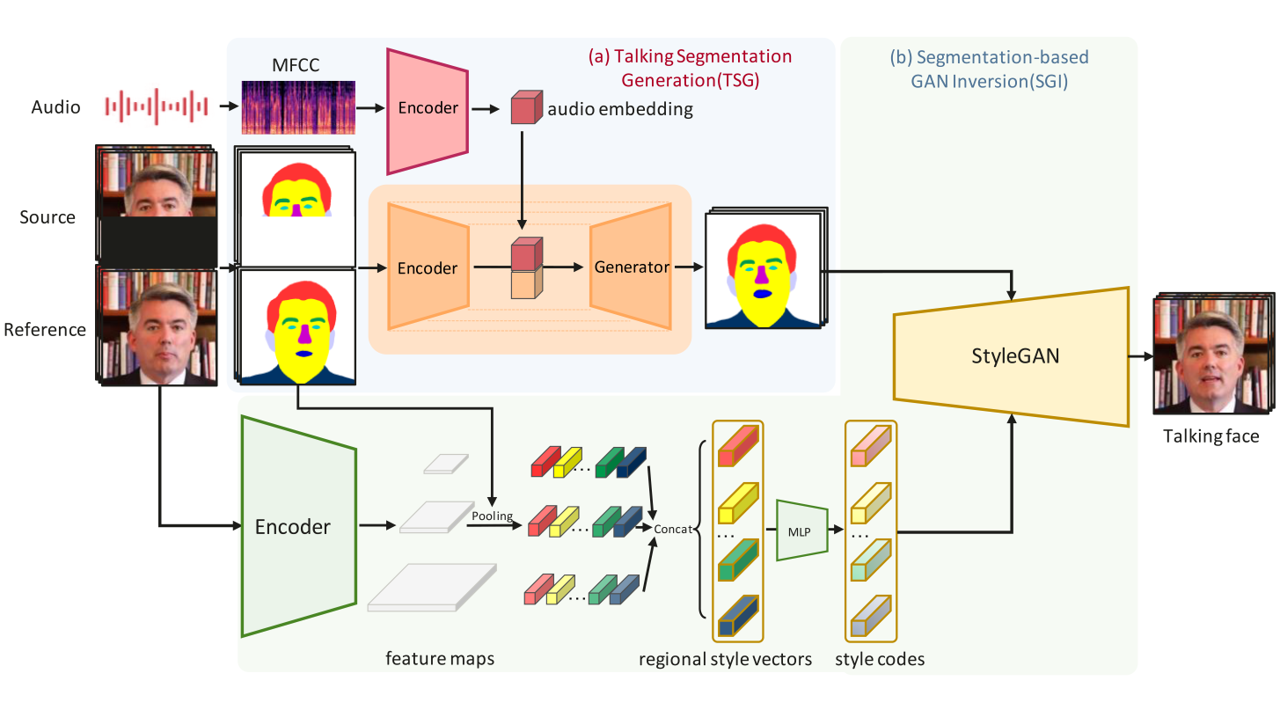 (a) Talking Segmentation
Generation(TSG)
(b) Segmentation-based
GAN Inversion(SGI)
MFCC
Audio
Encoder
audio embedding
Source
Encoder
Generator
Reference
StyleGAN
Talking face
Encoder
Pooling
...
...
...
Concat
...
MLP
...
feature maps
regional style vectors
style codes